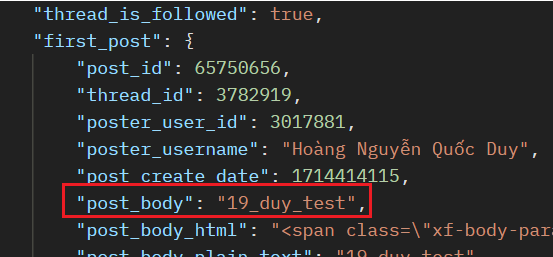 "thread_is_followed": true,
"first_post": {
"post_id": 65750656,
"thread_id": 3782919,
"poster_user_id": 3017881,
"poster_username": "Hoàng Nguyễn Quốc Duy",
"post_create_date": 1714414115,
"post_body": "19_duy_test",
"post_body_html": "<span class=\"xf-body-para
"post_body_plain_text": "19_duy_test"